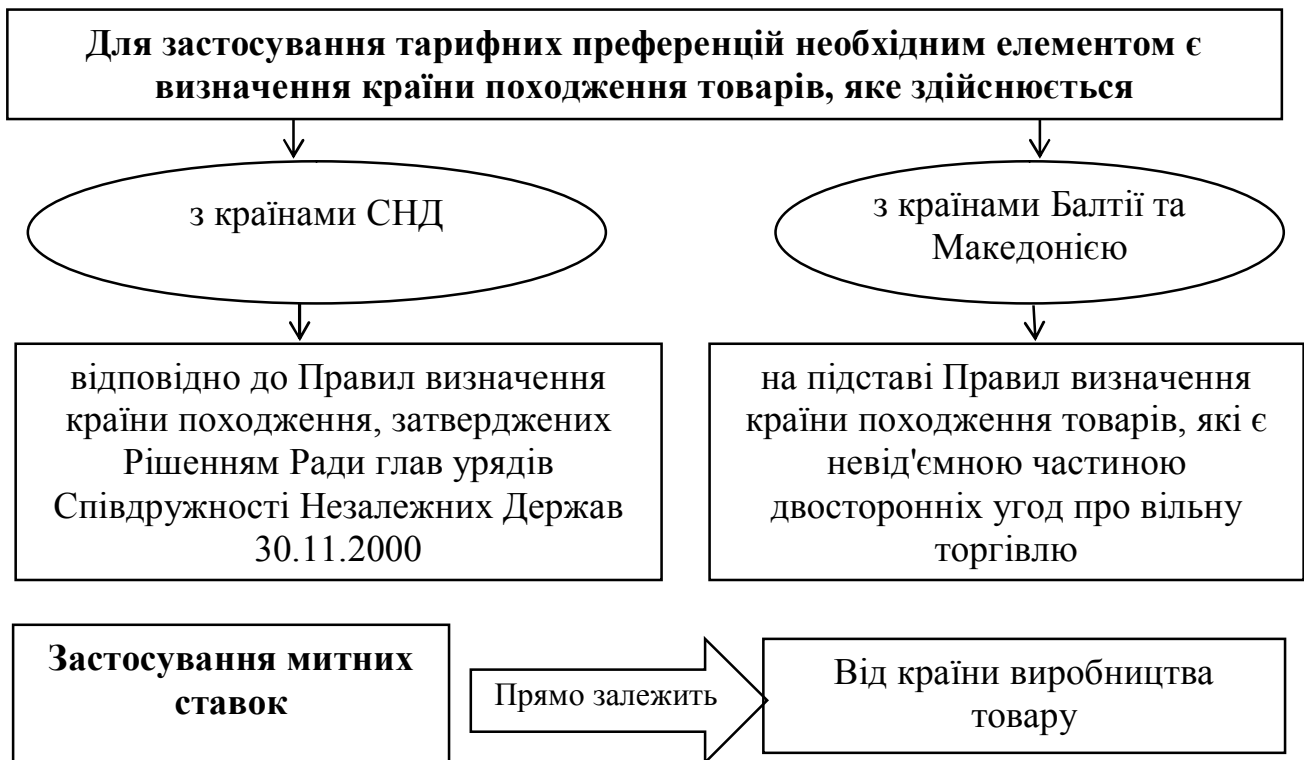 Для застосування тарифних преференцій необхідним елементом є
визначення країни походження товарів, яке здійснюється
з країнами СНД
з країнами Балтії та
Македонією
відповідно до Правил визначення
країни походження, затверджених
Рішенням Ради глав урядів
Співдружності Незалежних Держав
30.11.2000
на підставі Правил визначення
країни походження товарів, які є
невід'ємною частиною
двосторонніх угод про вільну
торгівлю
Застосування митних
ставок
Прямо залежить
Від країни виробництва
товару